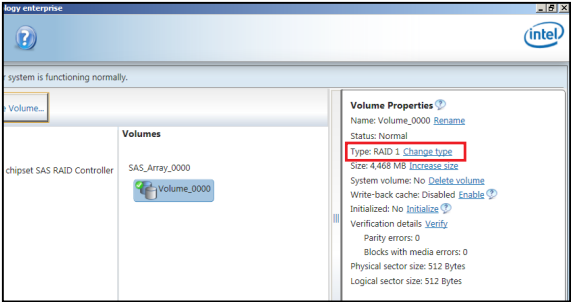 ology enterprise
intel
r system is functioning normally.
e Volume...
Volumes
chipset SAS RAID Controller
SAS_Array_0000
Volume_0000
Volume Properties
Name: Volume_0000 Rename
Status: Normal
Type: RAID 1 Change type
Size: 4,468 MB Increase size
System volume: No Delete volume
Write-back cache: Disabled Enable
Initialized: No Initialize
Verification details Verify
Parity errors: 0
Blocks with media errors: 0
Physical sector size: 512 Bytes
Logical sector size: 512 Bytes